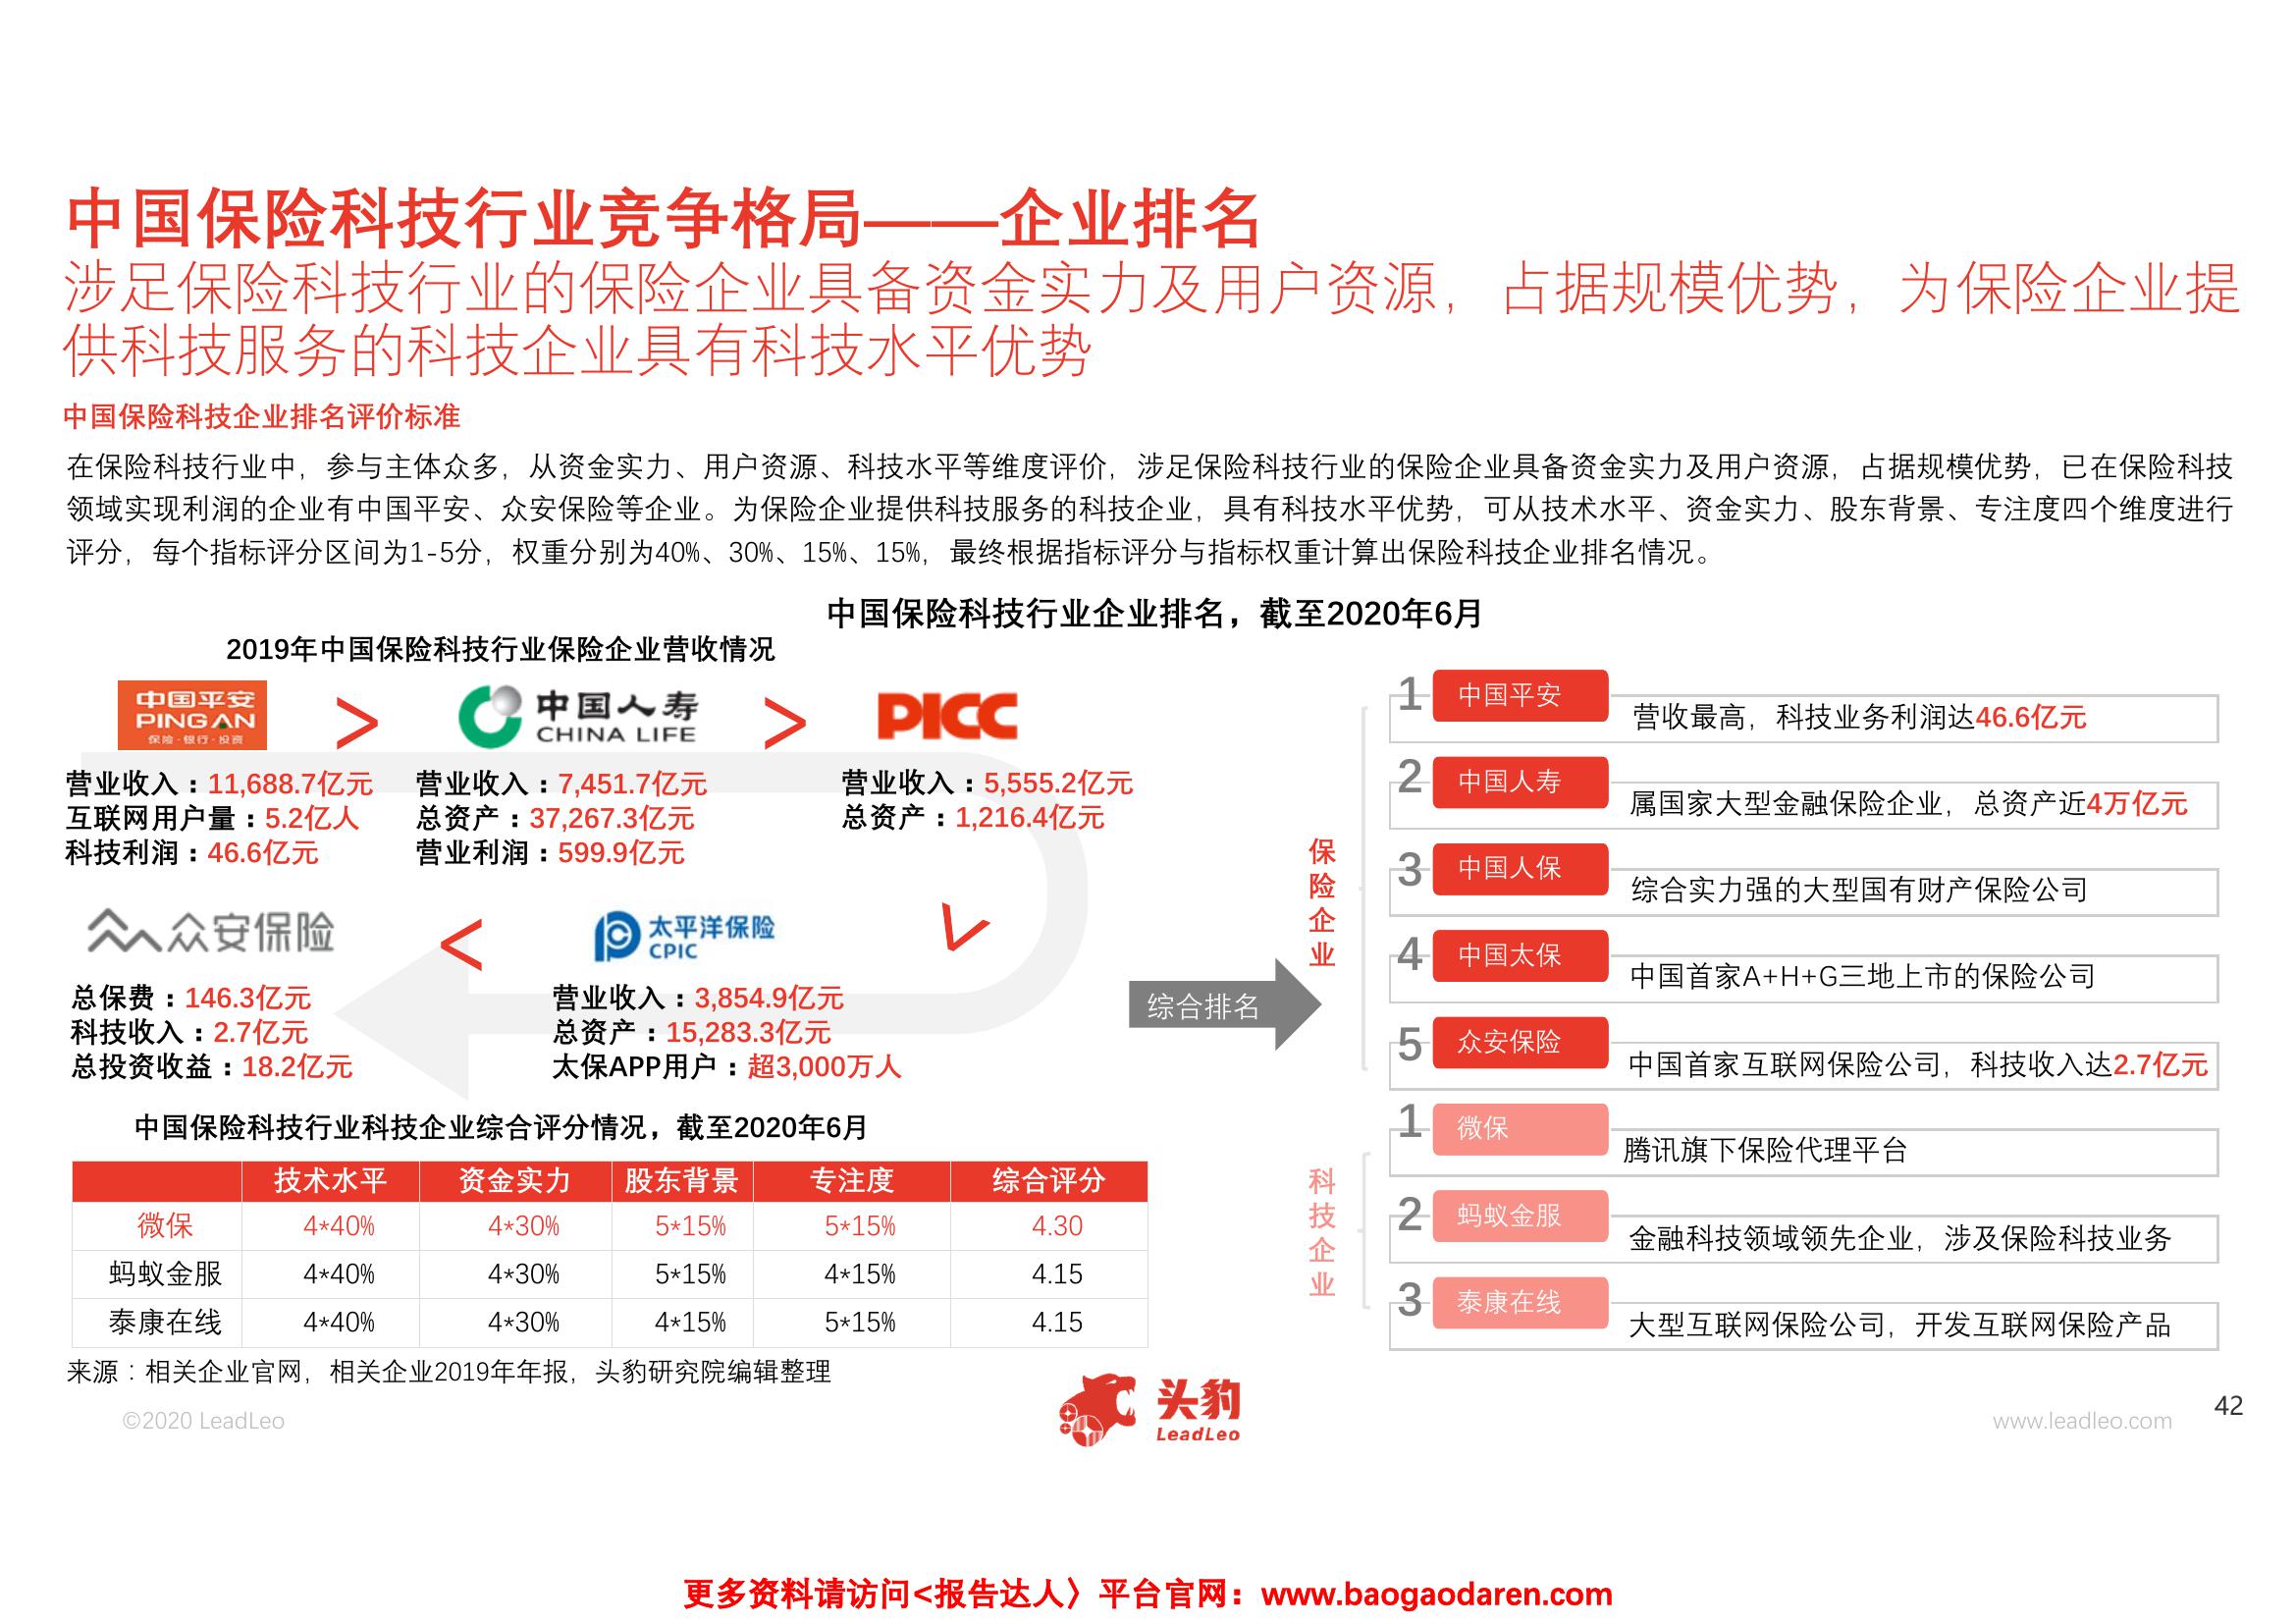 中国保险科技行业竞争格局——企业排名
涉足保险科技行业的保险企业具备资金实力及用户资源，占据规模优势，为保险企业提
供科技服务的科技企业具有科技水平优势
中国保险科技企业排名评价标准
在保险科技行业中，参与主体众多，从资金实力、用户资源、科技水平等维度评价，涉足保险科技行业的保险企业具备资金实力及用户资源，占据规模优势，已在保险科技
领域实现利润的企业有中国平安、众安保险等企业。为保险企业提供科技服务的科技企业，具有科技水平优势，可从技术水平、资金实力、股东背景、专注度四个维度进行
评分，每个指标评分区间为1-5分，权重分别为40%、30%、15%、15%，最终根据指标评分与指标权重计算出保险科技企业排名情况。
中国保险科技行业企业排名，截至2020年6月
2019年中国保险科技行业保险企业营收情况
中国平安
PINGAN
保险·银行·投资
>
中国人寿
CHINA LIFE
>
PICC
营业收入：11,688.7亿元
互联网用户量：5.2亿人
科技利润：46.6亿元
营业收入：7,451.7亿元
总资产：37,267.3亿元
营业利润：599.9亿元
营业收入：5,555.2亿元
总资产：1,216.4亿元
>
众安保险
<
太平洋保险
CPIC
总保费：146.3亿元
科技收入：2.7亿元
总投资收益：18.2亿元
营业收入：3,854.9亿元
总资产：15,283.3亿元
太保APP用户：超3,000万人
综合排名
保险企业
1 中国平安
营收最高，科技业务利润达46.6亿元
2 中国人寿
属国家大型金融保险企业，总资产近4万亿元
3 中国人保
综合实力强的大型国有财产保险公司
4 中国太保
中国首家A+H+G三地上市的保险公司
5 众安保险
中国首家互联网保险公司，科技收入达2.7亿元
科技企业
1 微保
腾讯旗下保险代理平台
2 蚂蚁金服
金融科技领域领先企业，涉及保险科技业务
3 泰康在线
大型互联网保险公司，开发互联网保险产品
中国保险科技行业科技企业综合评分情况，截至2020年6月
技术水平 资金实力 股东背景 专注度 综合评分
微保 4*40% 4*30% 5*15% 5*15% 4.30
蚂蚁金服 4*40% 4*30% 5*15% 4*15% 4.15
泰康在线 4*40% 4*30% 4*15% 5*15% 4.15
来源：相关企业官网，相关企业2019年年报，头豹研究院编辑整理
©2020 LeadLeo
头豹
LeadLeo
www.leadleo.com
42
更多资料请访问<报告达人〉平台官网：www.baogaodaren.com